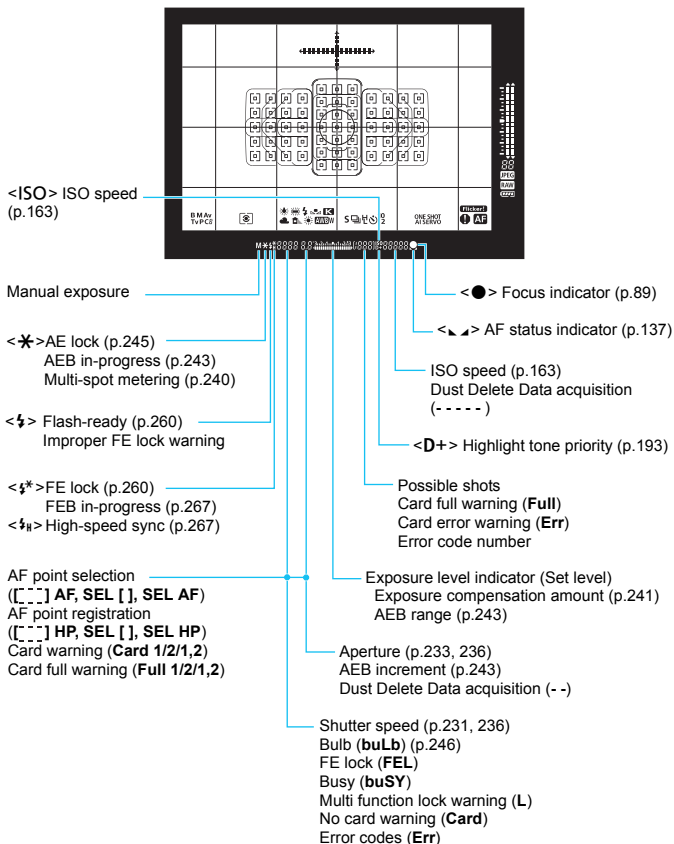 88
JPEG
RAW
<ISO> ISO speed
(p.163)
B M Av
Tv P C3
K
AWB W
S
0
2
ONE SHOT
AI SERVO
Flicker!
AF
Manual exposure
<●> Focus indicator (p.89)
<✱>AE lock (p.245)
AEB in-progress (p.243)
Multi-spot metering (p.240)
<◣ ◢> AF status indicator (p.137)
ISO speed (p.163)
Dust Delete Data acquisition
(- - - - - )
<⚡> Flash-ready (p.260)
Improper FE lock warning
<D+> Highlight tone priority (p.193)
<⚡*>FE lock (p.260)
FEB in-progress (p.267)
<⚡H> High-speed sync (p.267)
Possible shots
Card full warning (Full)
Card error warning (Err)
Error code number
AF point selection
([- - -] AF, SEL [ ], SEL AF)
AF point registration
([- - -] HP, SEL [ ], SEL HP)
Card warning (Card 1/2/1,2)
Card full warning (Full 1/2/1,2)
Exposure level indicator (Set level)
Exposure compensation amount (p.241)
AEB range (p.243)
Aperture (p.233, 236)
AEB increment (p.243)
Dust Delete Data acquisition (- -)
Shutter speed (p.231, 236)
Bulb (buLb) (p.246)
FE lock (FEL)
Busy (buSY)
Multi function lock warning (L)
No card warning (Card)
Error codes (Err)